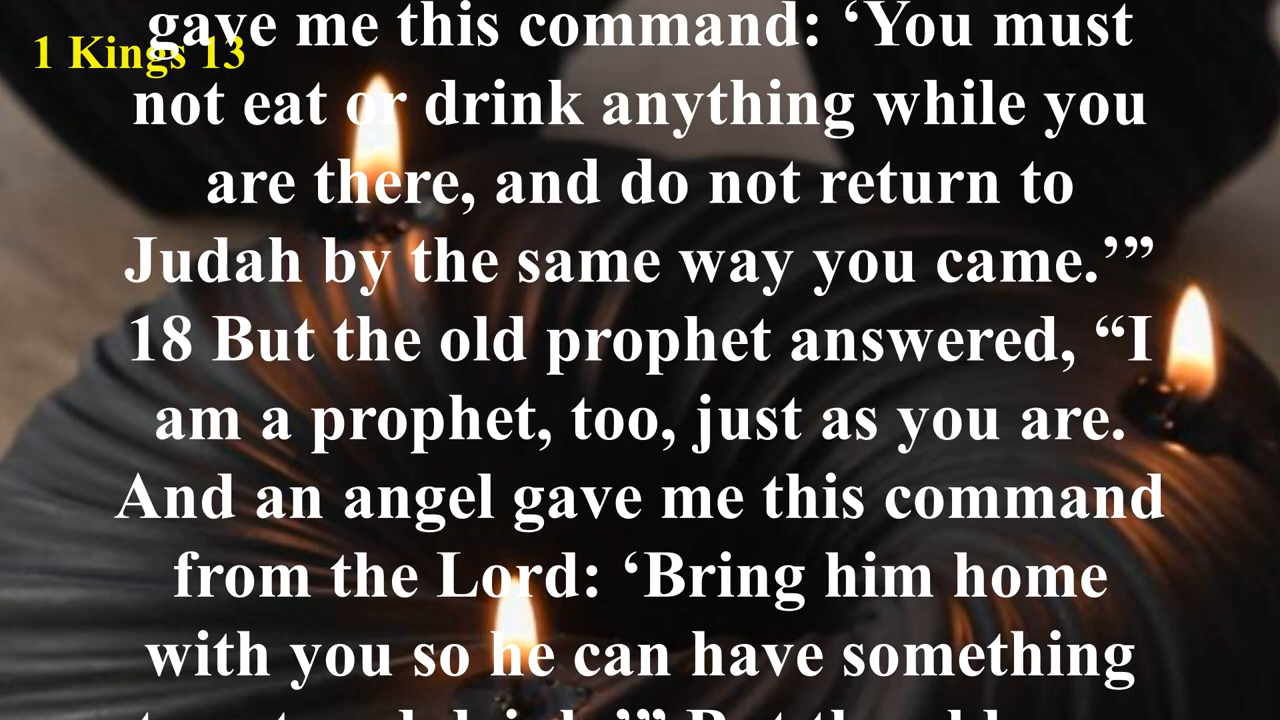 1 Kings 13
gave me this command: ‘You must
not eat or drink anything while you
are there, and do not return to
Judah by the same way you came.’”
18 But the old prophet answered, “I
am a prophet, too, just as you are.
And an angel gave me this command
from the Lord: ‘Bring him home
with you so he can have something